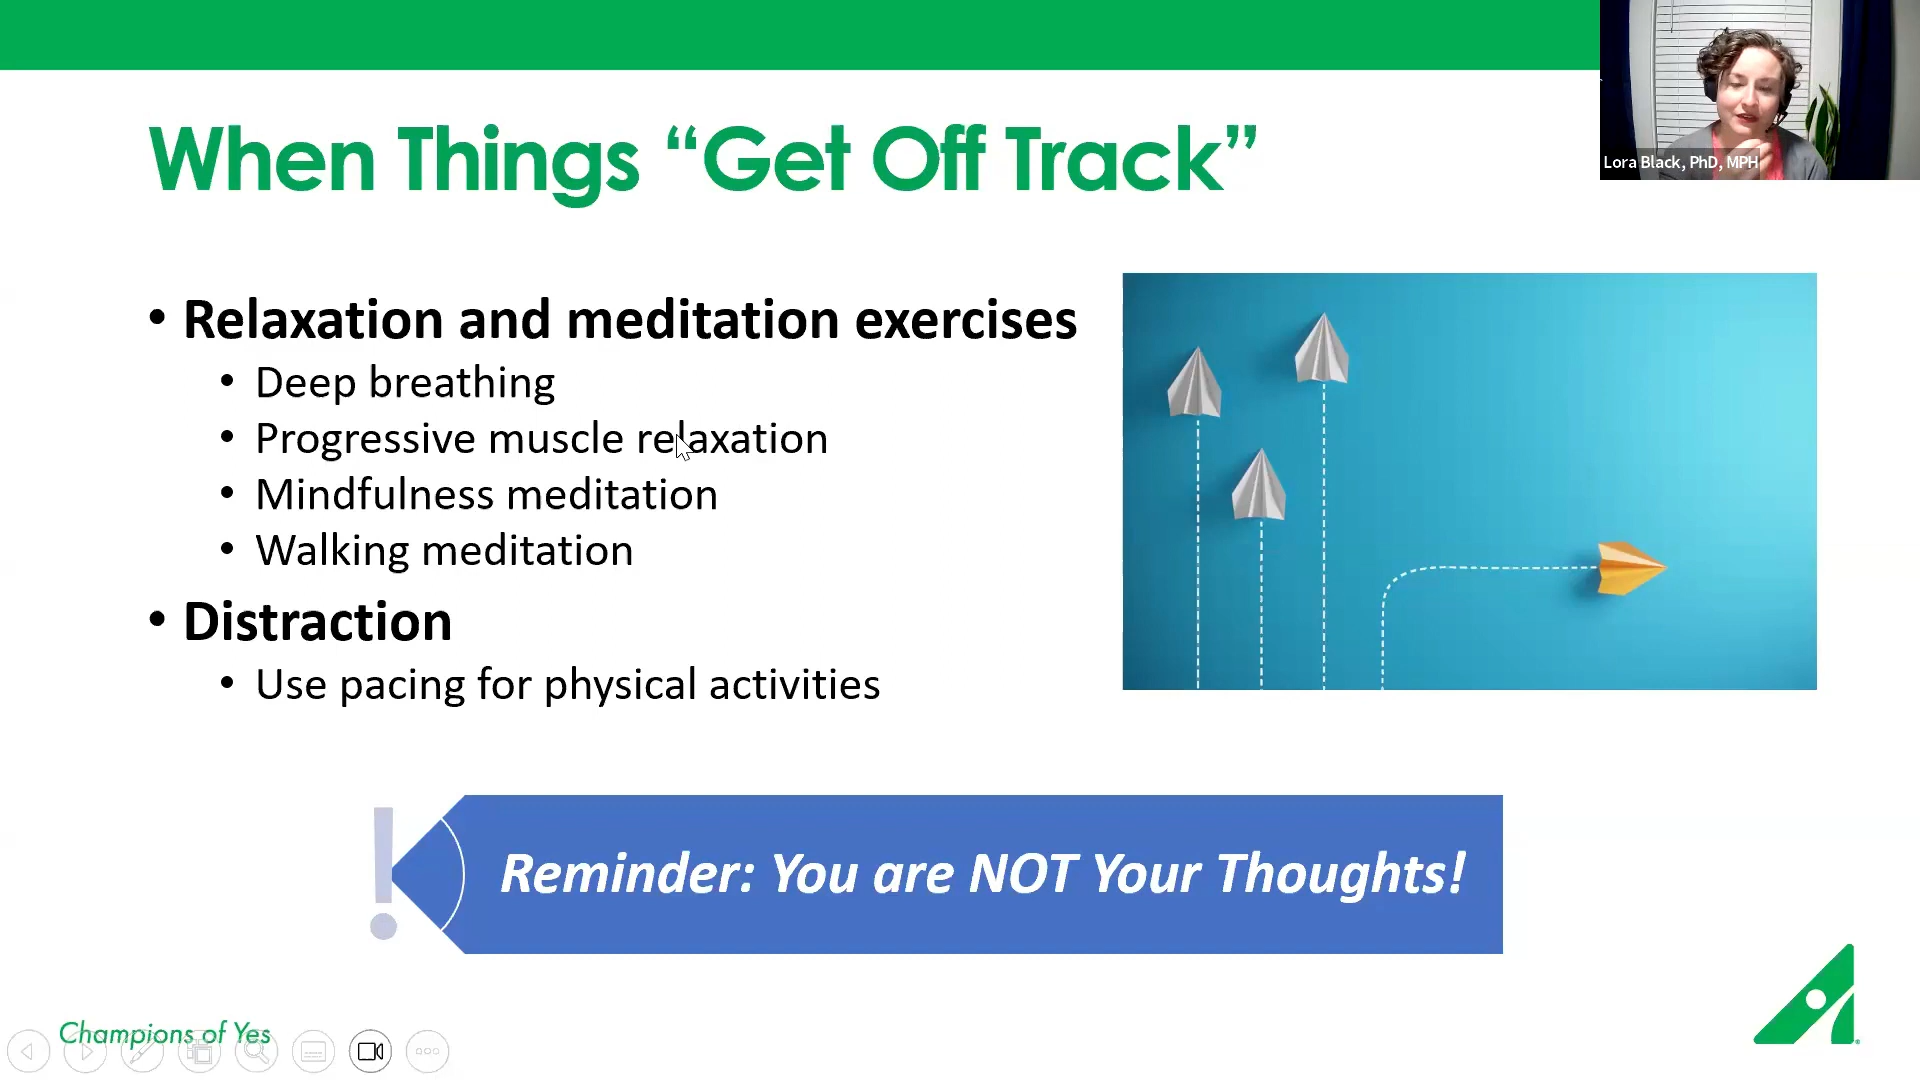 Lora Black, PhD, MPH
When Things “Get Off Track”
• Relaxation and meditation exercises
• Deep breathing
• Progressive muscle relaxation
• Mindfulness meditation
• Walking meditation
• Distraction
• Use pacing for physical activities
! Reminder: You are NOT Your Thoughts!
Champions of Yes